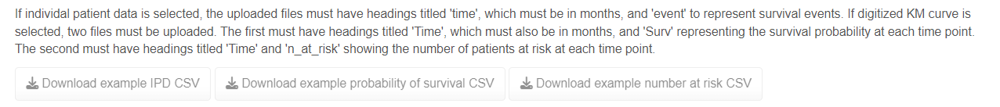 If individal patient data is selected, the uploaded files must have headings titled 'time', which must be in months, and 'event' to represent survival events. If digitized KM curve is
selected, two files must be uploaded. The first must have headings titled 'Time', which must also be in months, and 'Surv' representing the survival probability at each time point.
The second must have headings titled 'Time' and 'n_at_risk' showing the number of patients at risk at each time point.
Download example IPD CSV Download example probability of survival CSV Download example number at risk CSV